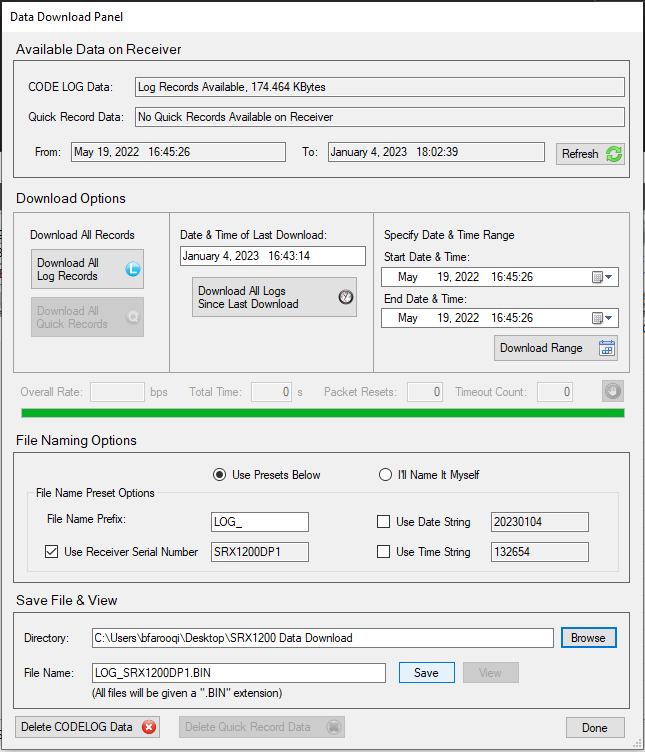 Data Download Panel
Available Data on Receiver
CODE LOG Data: Log Records Available, 174.464 KBytes
Quick Record Data: No Quick Records Available on Receiver
From: May 19, 2022 16:45:26 To: January 4, 2023 18:02:39 Refresh
Download Options
Download All Records
Download All
Log Records
L
Download All
Quick Records
Q
Date & Time of Last Download:
January 4, 2023 16:43:14
Download All Logs
Since Last Download
Specify Date & Time Range
Start Date & Time:
May 19, 2022 16:45:26
End Date & Time:
May 19, 2022 16:45:26
Download Range
Overall Rate: bps Total Time: 0 s Packet Resets: 0 Timeout Count: 0
File Naming Options
Use Presets Below I'll Name It Myself
File Name Preset Options
File Name Prefix: LOG_ Use Date String 20230104
Use Receiver Serial Number SRX1200DP1 Use Time String 132654
Save File & View
Directory: C:\Users\bfarooqi\Desktop\SRX1200 Data Download Browse
File Name: LOG_SRX1200DP1.BIN Save View
(All files will be given a ".BIN" extension)
Delete CODELOG Data Delete Quick Record Data Done